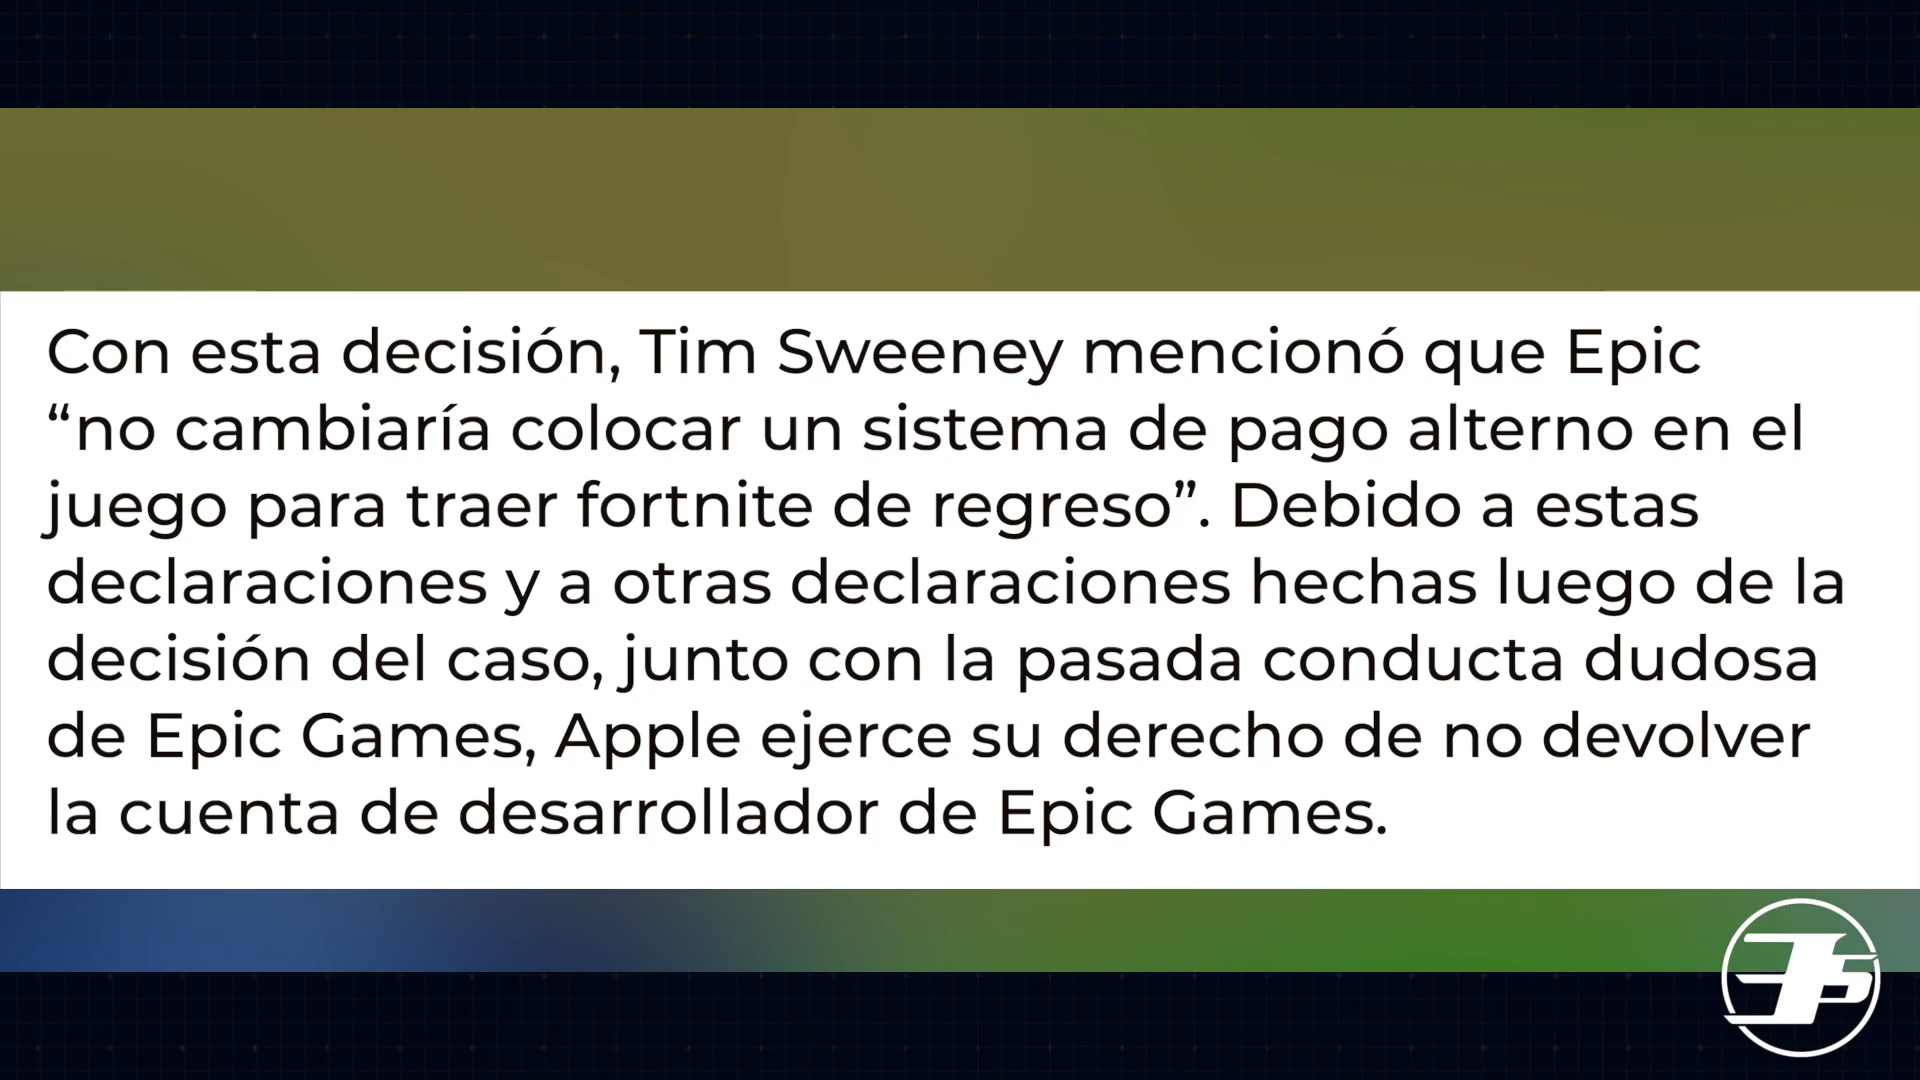 Con esta decisión, Tim Sweeney mencionó que Epic
“no cambiaría colocar un sistema de pago alterno en el
juego para traer fortnite de regreso”. Debido a estas
declaraciones y a otras declaraciones hechas luego de la
decisión del caso, junto con la pasada conducta dudosa
de Epic Games, Apple ejerce su derecho de no devolver
la cuenta de desarrollador de Epic Games.